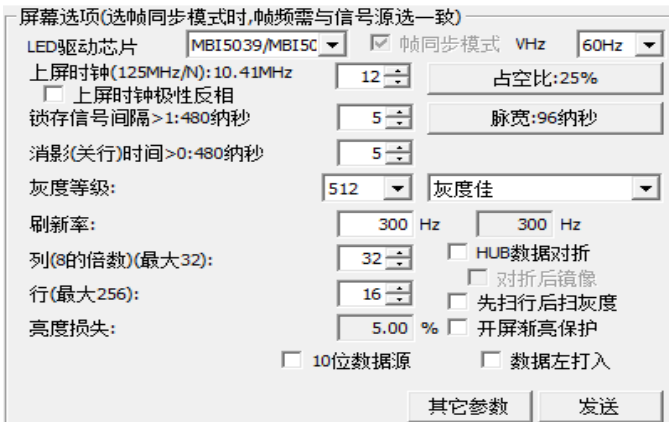 屏幕选项(选帧同步模式时,帧频需与信号源选一致)
LED驱动芯片 MBI5039/MBI5C 帧同步模式 VHz 60Hz
上屏时钟(125MHz/N):10.41MHz 12 占空比:25%
上屏时钟极性反相
锁存信号间隔>1:480纳秒 5 脉宽:96纳秒
消影(关行)时间>0:480纳秒 5
灰度等级: 512 灰度佳
刷新率: 300 Hz 300 Hz
列(8的倍数)(最大32): 32 HUB数据对折
对折后镜像
行(最大256): 16 先扫行后扫灰度
亮度损失: 5.00 % 开屏渐亮保护
10位数据源 数据左打入
其它参数 发送